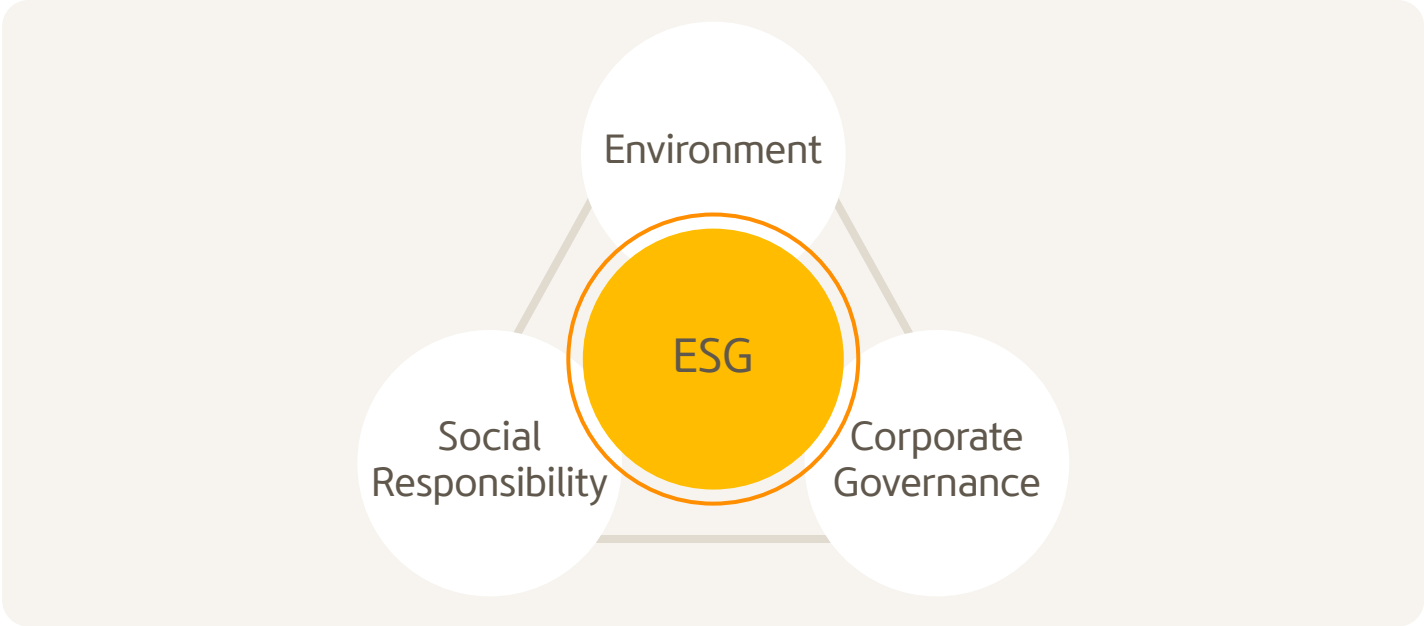 Environment
ESG
Social
Responsibility
Corporate
Governance